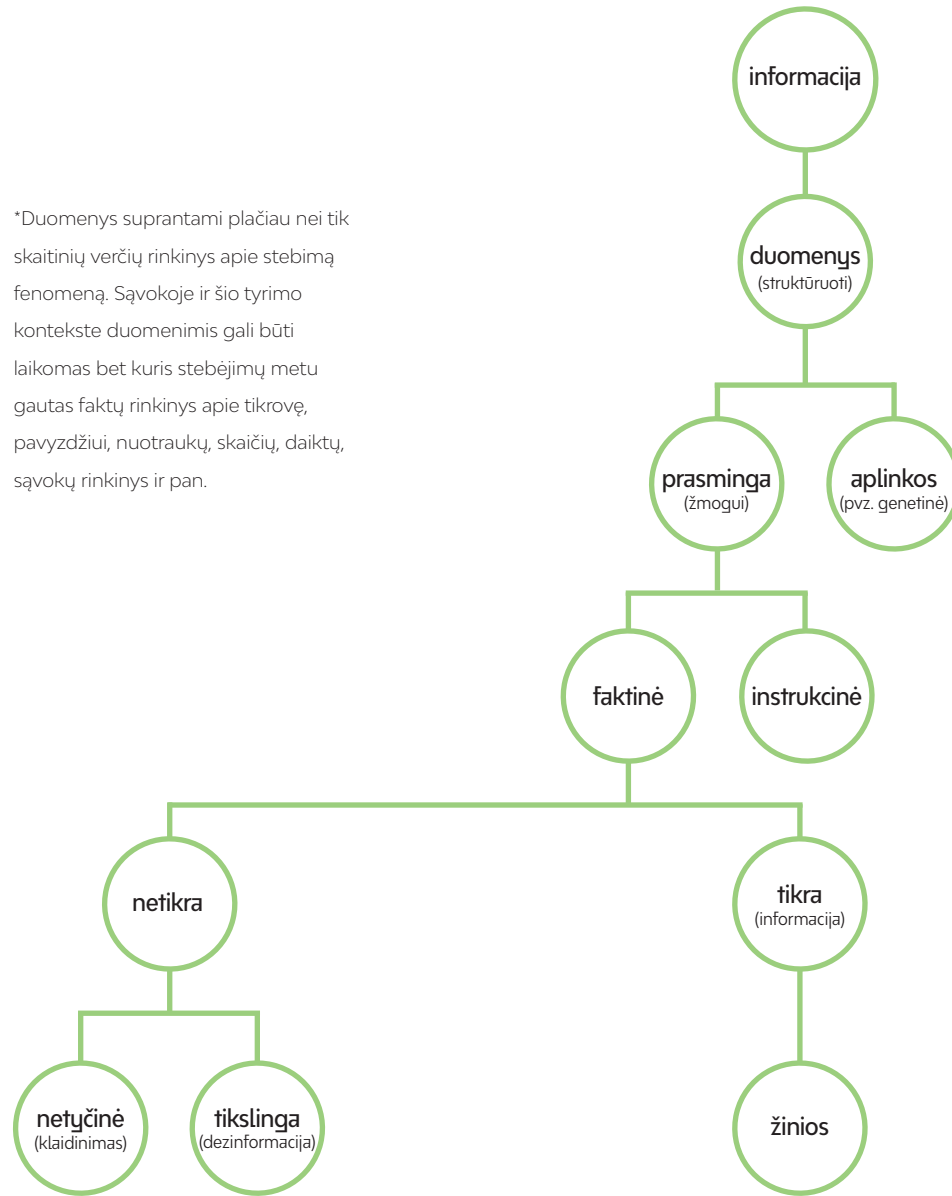 informacija
*Duomenys suprantami plačiau nei tik
skaitinių verčių rinkinys apie stebimą
fenomeną. Sąvokoje ir šio tyrimo
kontekste duomenimis gali būti
laikomas bet kuris stebėjimų metu
gautas faktų rinkinys apie tikrovę,
pavyzdžiui, nuotraukų, skaičių, daiktų,
sąvokų rinkinys ir pan.
duomenys
(struktūruoti)
prasminga
(žmogui)
aplinkos
(pvz. genetinė)
faktinė
instrukcinė
netikra
tikra
(informacija)
netyčinė
(klaidinimas)
tikslinga
(dezinformacija)
žinios